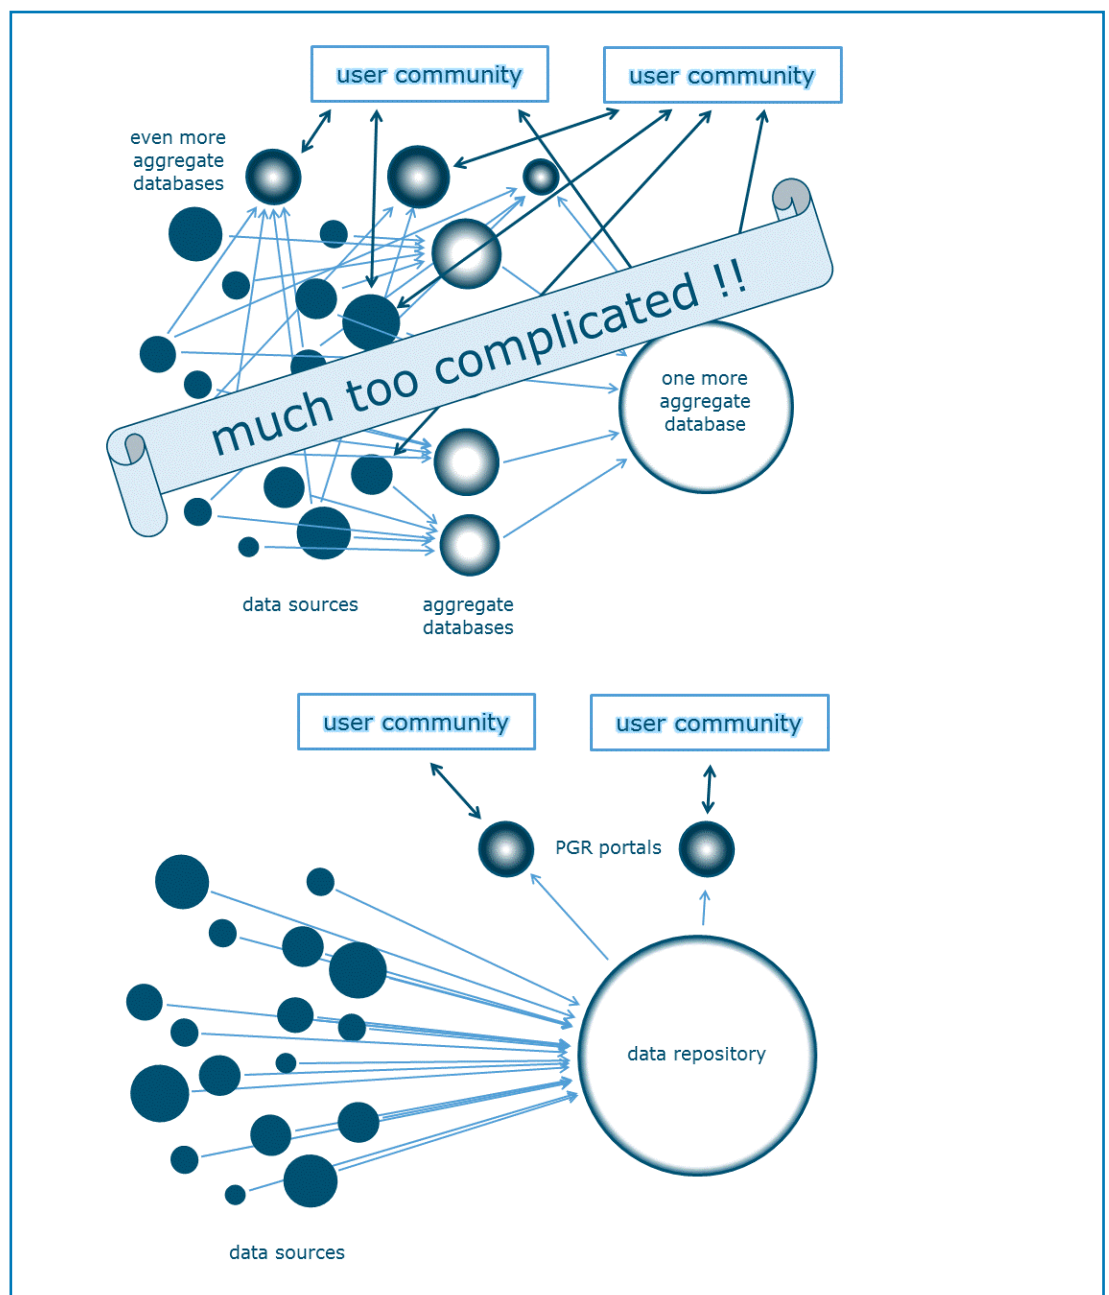 user community
user community
even more
aggregate
databases
much too complicated !!
one more
aggregate
database
data sources
aggregate
databases
user community
user community
PGR portals
data repository
data sources